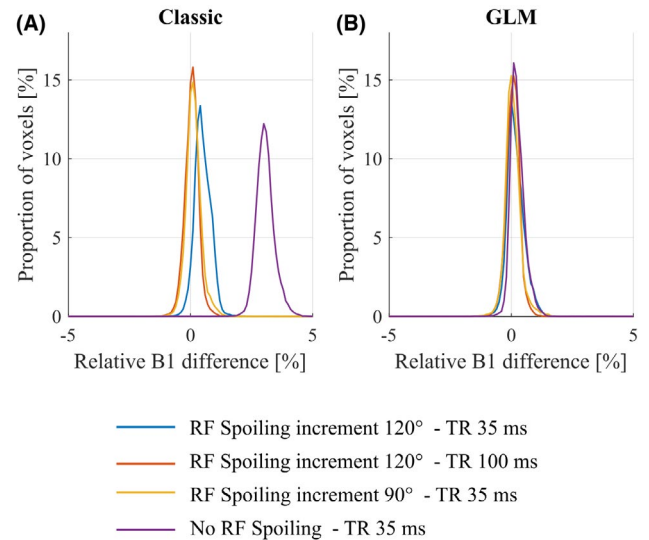 (A) Classic
Proportion of voxels [%]
15
10
5
0
-5 0 5
Relative B1 difference [%]
(B) GLM
Proportion of voxels [%]
15
10
5
0
-5 0 5
Relative B1 difference [%]
RF Spoiling increment 120° - TR 35 ms
RF Spoiling increment 120° - TR 100 ms
RF Spoiling increment 90° - TR 35 ms
No RF Spoiling - TR 35 ms